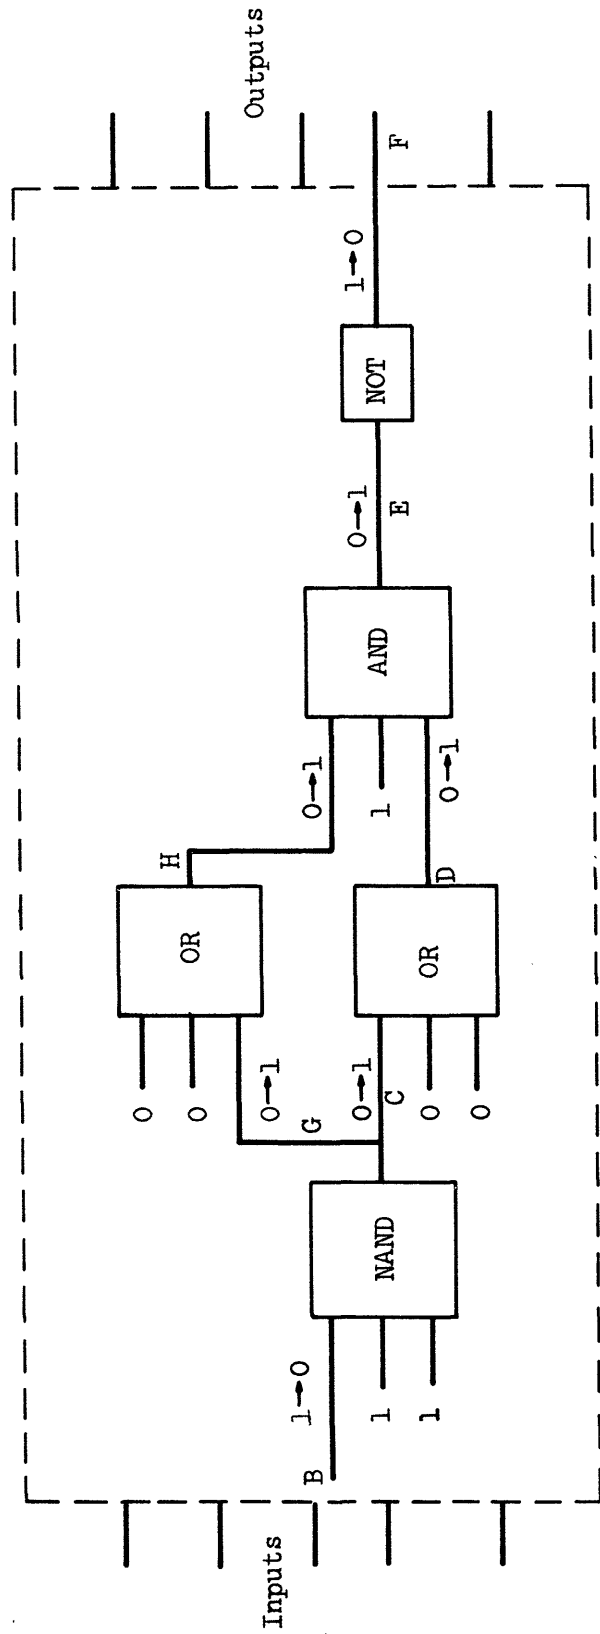 Inputs
B
1→0
1
1
NAND
G
0
0
0→1
0→1
C
0
0
OR
OR
H
D
0→1
1
0→1
AND
0→1
E
NOT
1→0
F
Outputs